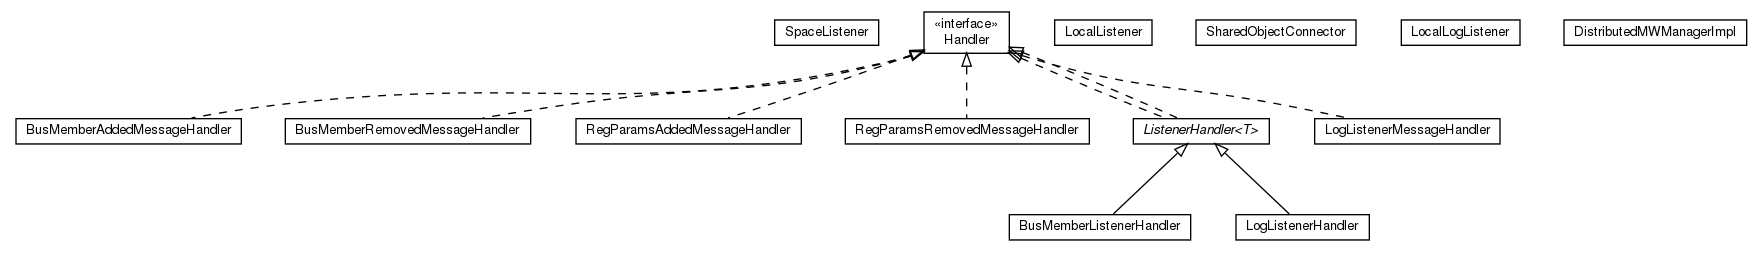 SpaceListener
«interface»
Handler
LocalListener
SharedObjectConnector
LocalLogListener
DistributedMWManagerImpl
BusMemberAddedMessageHandler
BusMemberRemovedMessageHandler
RegParamsAddedMessageHandler
RegParamsRemovedMessageHandler
ListenerHandler<T>
LogListenerMessageHandler
BusMemberListenerHandler
LogListenerHandler